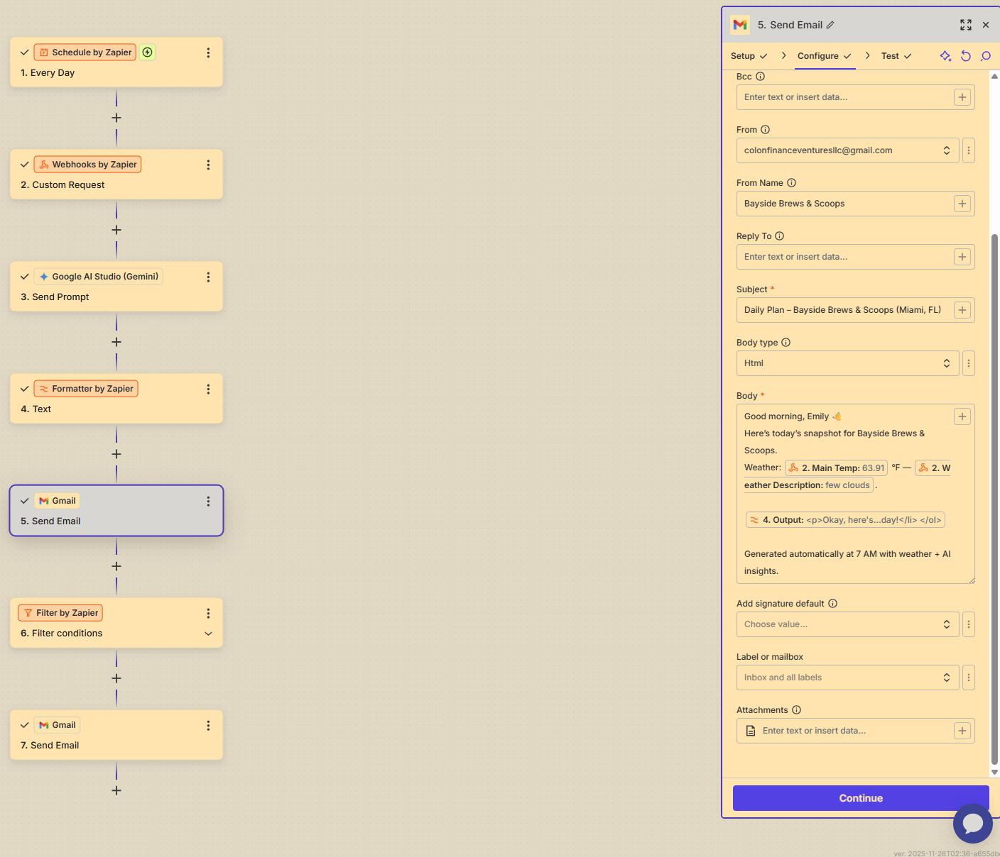 Schedule by Zapier
1. Every Day
Webhooks by Zapier
2. Custom Request
Google AI Studio (Gemini)
3. Send Prompt
Formatter by Zapier
4. Text
Gmail
5. Send Email
Filter by Zapier
6. Filter conditions
Gmail
7. Send Email
5. Send Email
Setup
Configure
Test
Bcc
Enter text or insert data...
From
colonfinanceventuresllc@gmail.com
From Name
Bayside Brews & Scoops
Reply To
Enter text or insert data...
Subject *
Daily Plan – Bayside Brews & Scoops (Miami, FL)
Body type
Html
Body *
Good morning, Emily 👋
Here’s today’s snapshot for Bayside Brews &
Scoops.
Weather: 2. Main Temp: 63.91 °F — 2. W
eather Description: few clouds .
4. Output: <p>Okay, here's...day!</li> </ol>
Generated automatically at 7 AM with weather + AI
insights.
Add signature default
Choose value...
Label or mailbox
Inbox and all labels
Attachments
Enter text or insert data...
Continue
ver. 2025-11-28T02:36-a655db